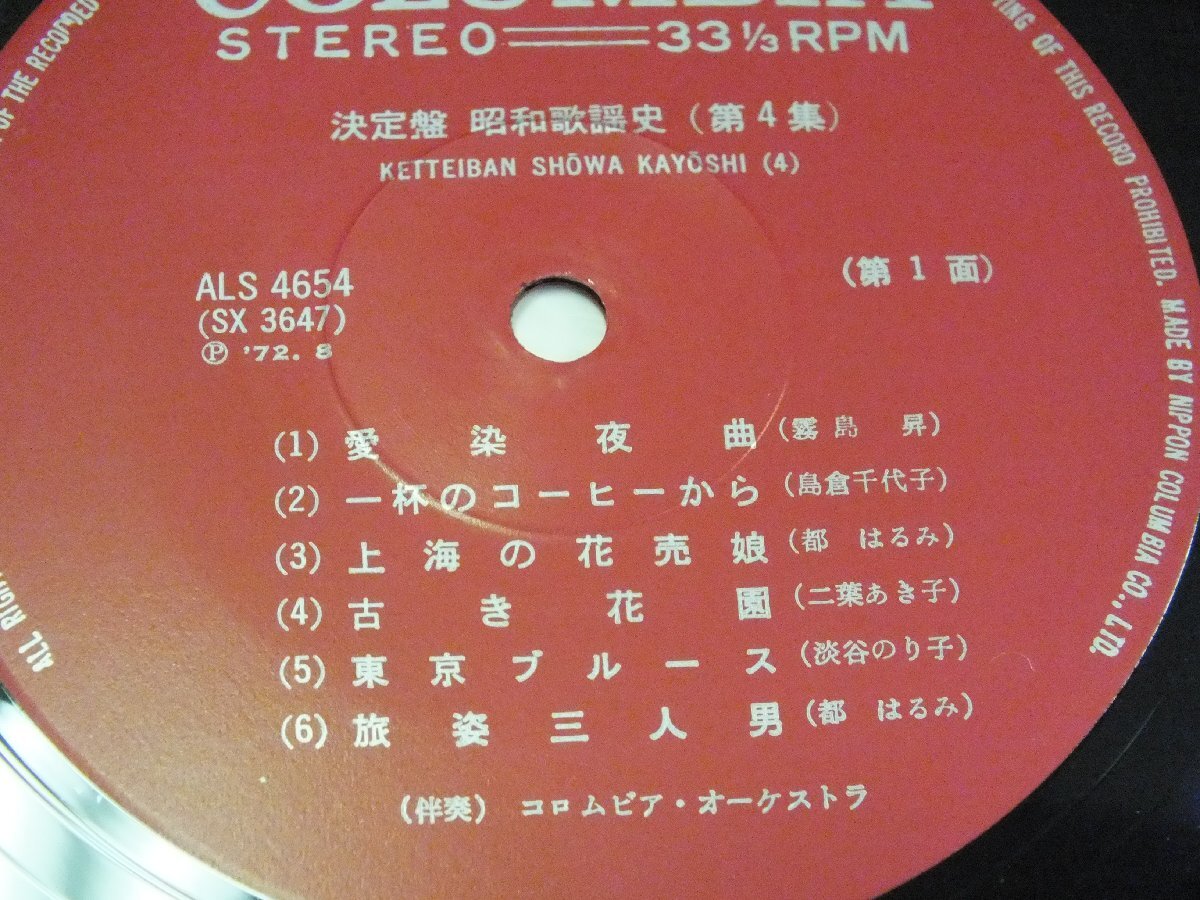 COLUMBIA
STEREO 33 1/3 RPM
決定盤 昭和歌謡史 (第4集)
KETTEIBAN SHŌWA KAYŌSHI (4)
ALS 4654
(SX 3647)
Ⓟ '72. 8
(第1面)
(1) 愛染夜曲 (霧島 昇)
(2) 一杯のコーヒーから (島倉千代子)
(3) 上海の花売娘 (都 はるみ)
(4) 古き花園 (二葉あき子)
(5) 東京ブルース (淡谷のり子)
(6) 旅姿三人男 (都 はるみ)
(伴奏) コロムビア・オーケストラ
OF THE RECORDED
OF THIS RECORD PROHIBITED. MADE BY NIPPON COLUMBIA CO., LTD.